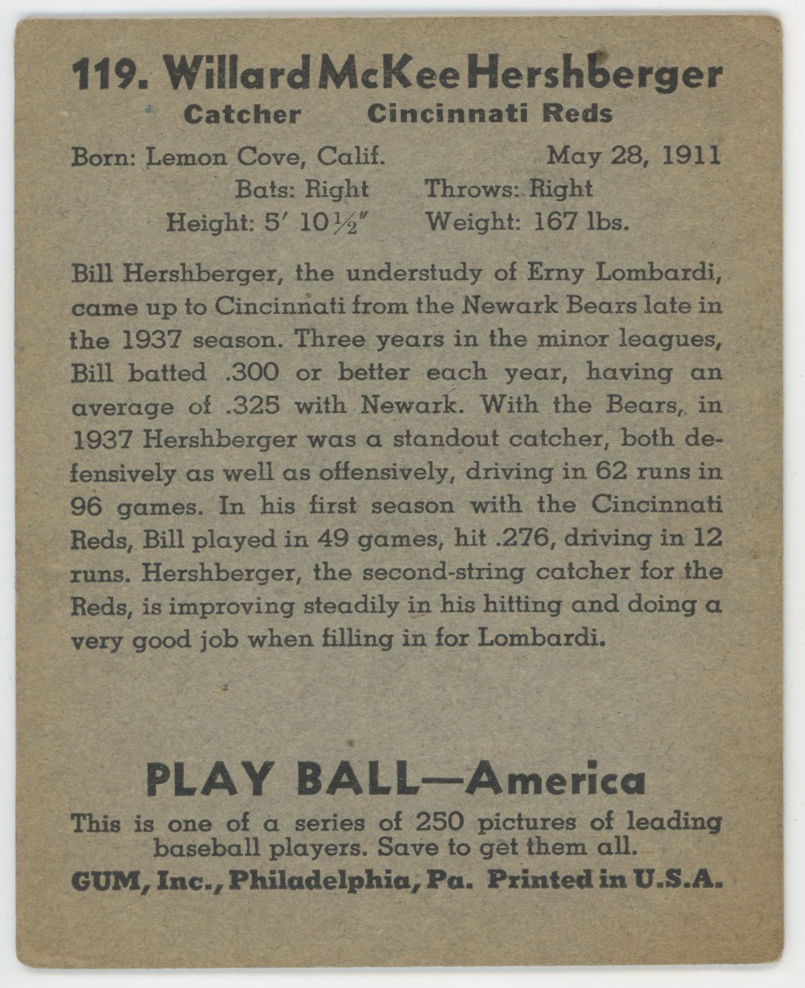 119. Willard McKee Hershberger
Catcher Cincinnati Reds
Born: Lemon Cove, Calif. May 28, 1911
Bats: Right Throws: Right
Height: 5′ 10½″ Weight: 167 lbs.
Bill Hershberger, the understudy of Erny Lombardi,
came up to Cincinnati from the Newark Bears late in
the 1937 season. Three years in the minor leagues,
Bill batted .300 or better each year, having an
average of .325 with Newark. With the Bears, in
1937 Hershberger was a standout catcher, both de-
fensively as well as offensively, driving in 62 runs in
96 games. In his first season with the Cincinnati
Reds, Bill played in 49 games, hit .276, driving in 12
runs. Hershberger, the second-string catcher for the
Reds, is improving steadily in his hitting and doing a
very good job when filling in for Lombardi.
PLAY BALL—America
This is one of a series of 250 pictures of leading
baseball players. Save to get them all.
GUM, Inc., Philadelphia, Pa. Printed in U.S.A.